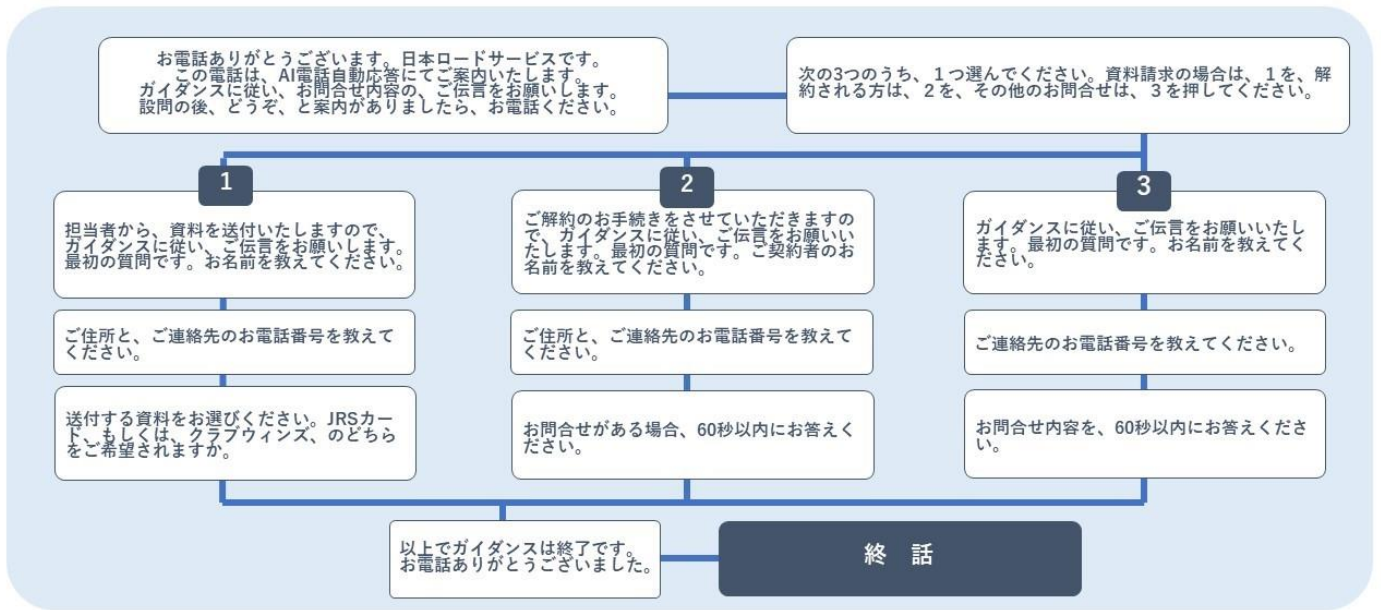 お電話ありがとうございます。日本ロードサービスです。
この電話は、AI電話自動応答にてご案内いたします。
ガイダンスに従い、お問合せ内容の、ご伝言をお願いします。
設問の後、どうぞ、と案内がありましたら、お電話ください。
次の3つのうち、１つ選んでください。資料請求の場合は、１を、解
約される方は、２を、その他のお問合せは、３を押してください。
1
担当者から、資料を送付いたしますので、
ガイダンスに従い、ご伝言をお願いします。
最初の質問です。お名前を教えてください。
ご住所と、ご連絡先のお電話番号を教えて
ください。
送付する資料をお選びください。JRSカー
ド、もしくは、クラブウィンズ、のどちら
をご希望されますか。
2
ご解約のお手続きをさせていただきますの
で、ガイダンスに従い、ご伝言をお願いい
たします。最初の質問です。ご契約者のお
名前を教えてください。
ご住所と、ご連絡先のお電話番号を教えて
ください。
お問合せがある場合、60秒以内にお答えく
ださい。
3
ガイダンスに従い、ご伝言をお願いいたし
ます。最初の質問です。お名前を教えてく
ださい。
ご連絡先のお電話番号を教えてください。
お問合せ内容を、60秒以内にお答えくださ
い。
以上でガイダンスは終了です。
お電話ありがとうございました。
終　話